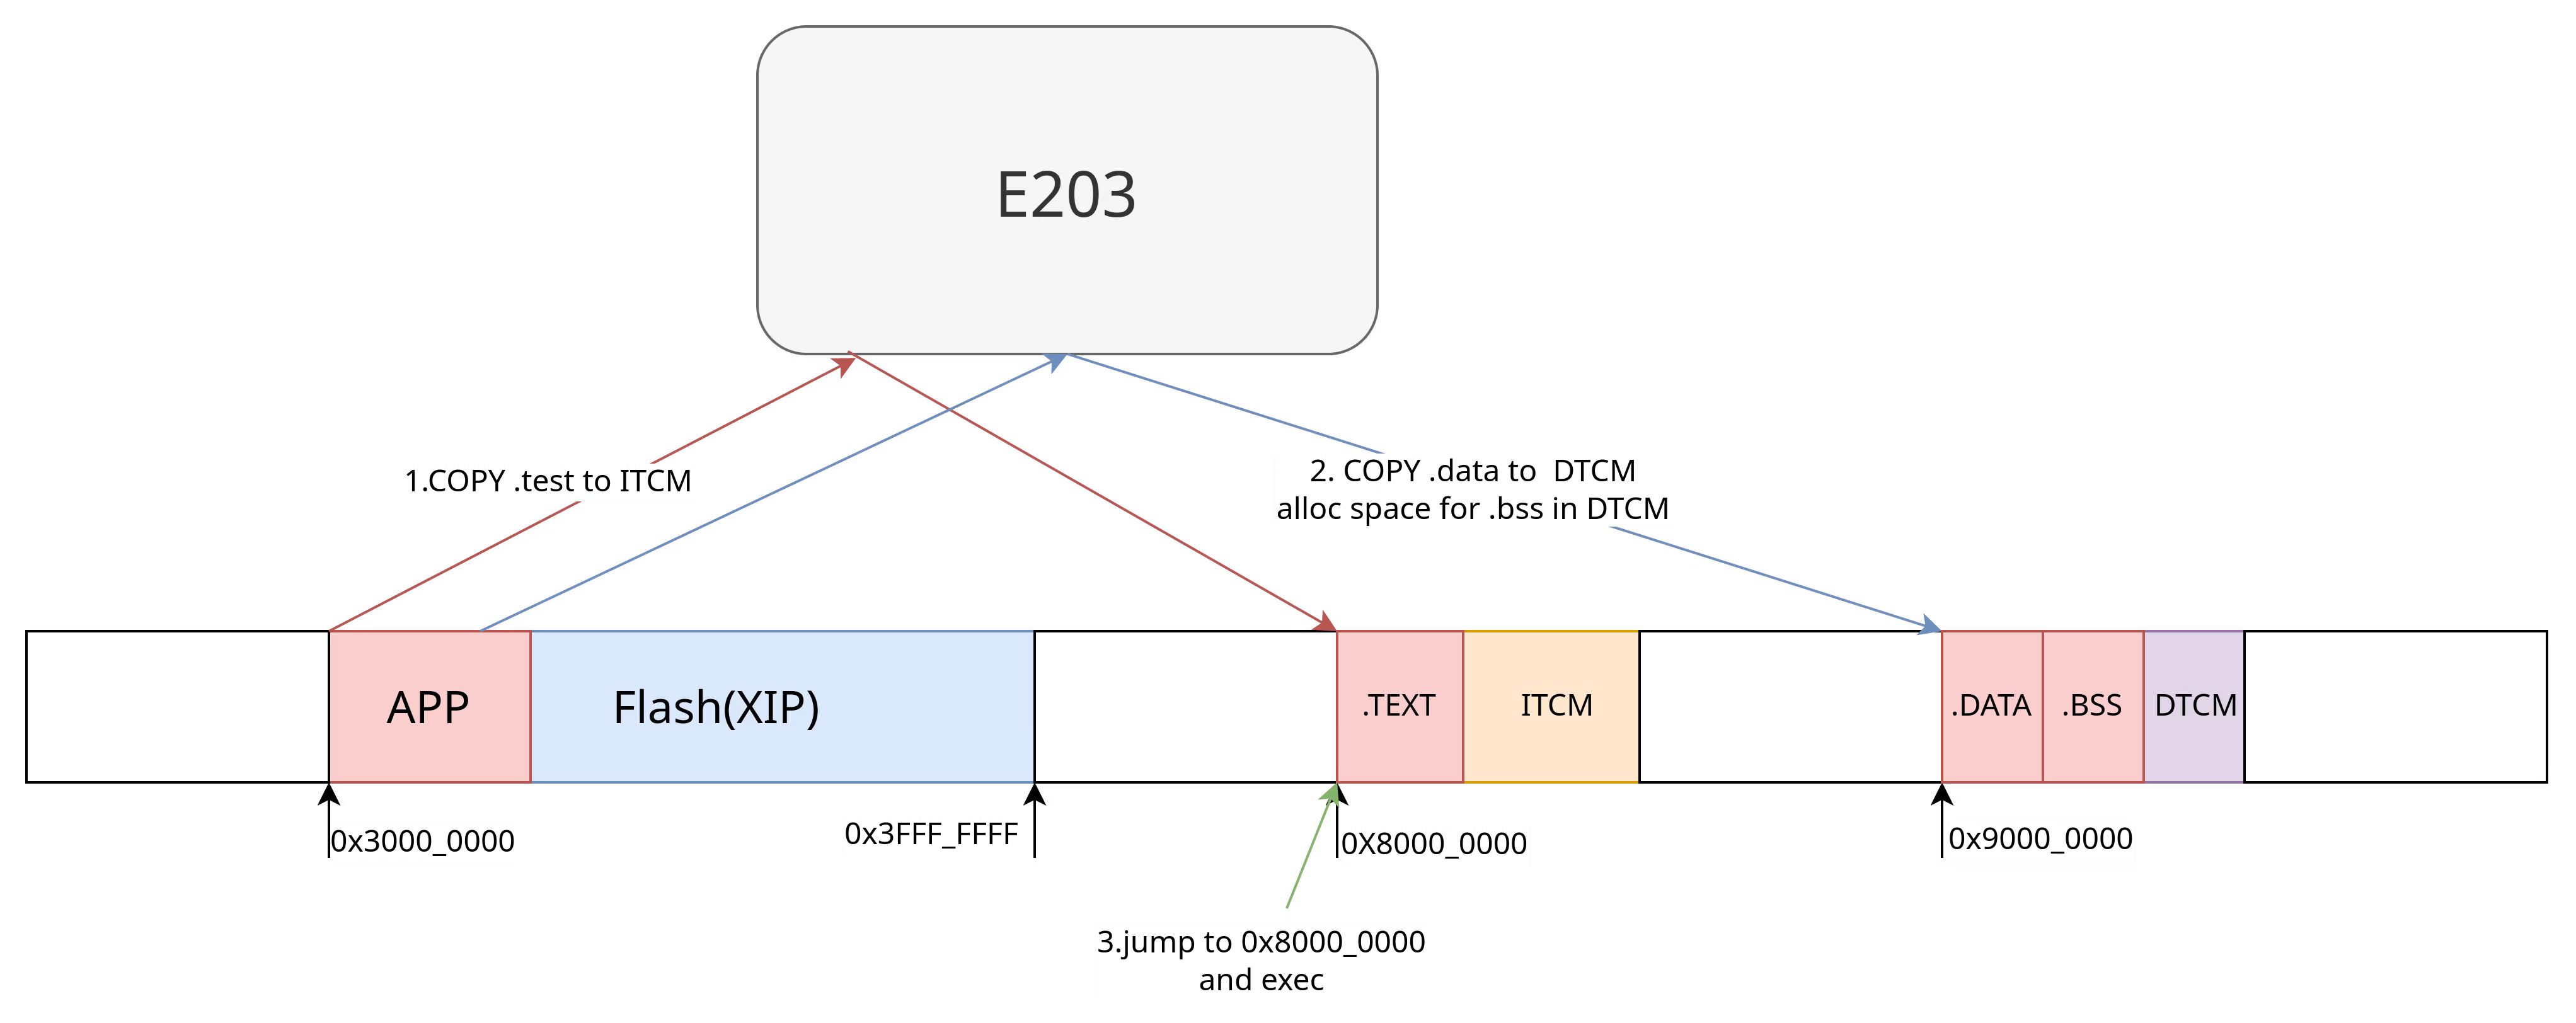 E203
1.COPY .test to ITCM
2. COPY .data to  DTCM
alloc space for .bss in DTCM
APP
Flash(XIP)
.TEXT
ITCM
.DATA
.BSS
DTCM
0x3000_0000
0x3FFF_FFFF
0X8000_0000
0x9000_0000
3.jump to 0x8000_0000
and exec